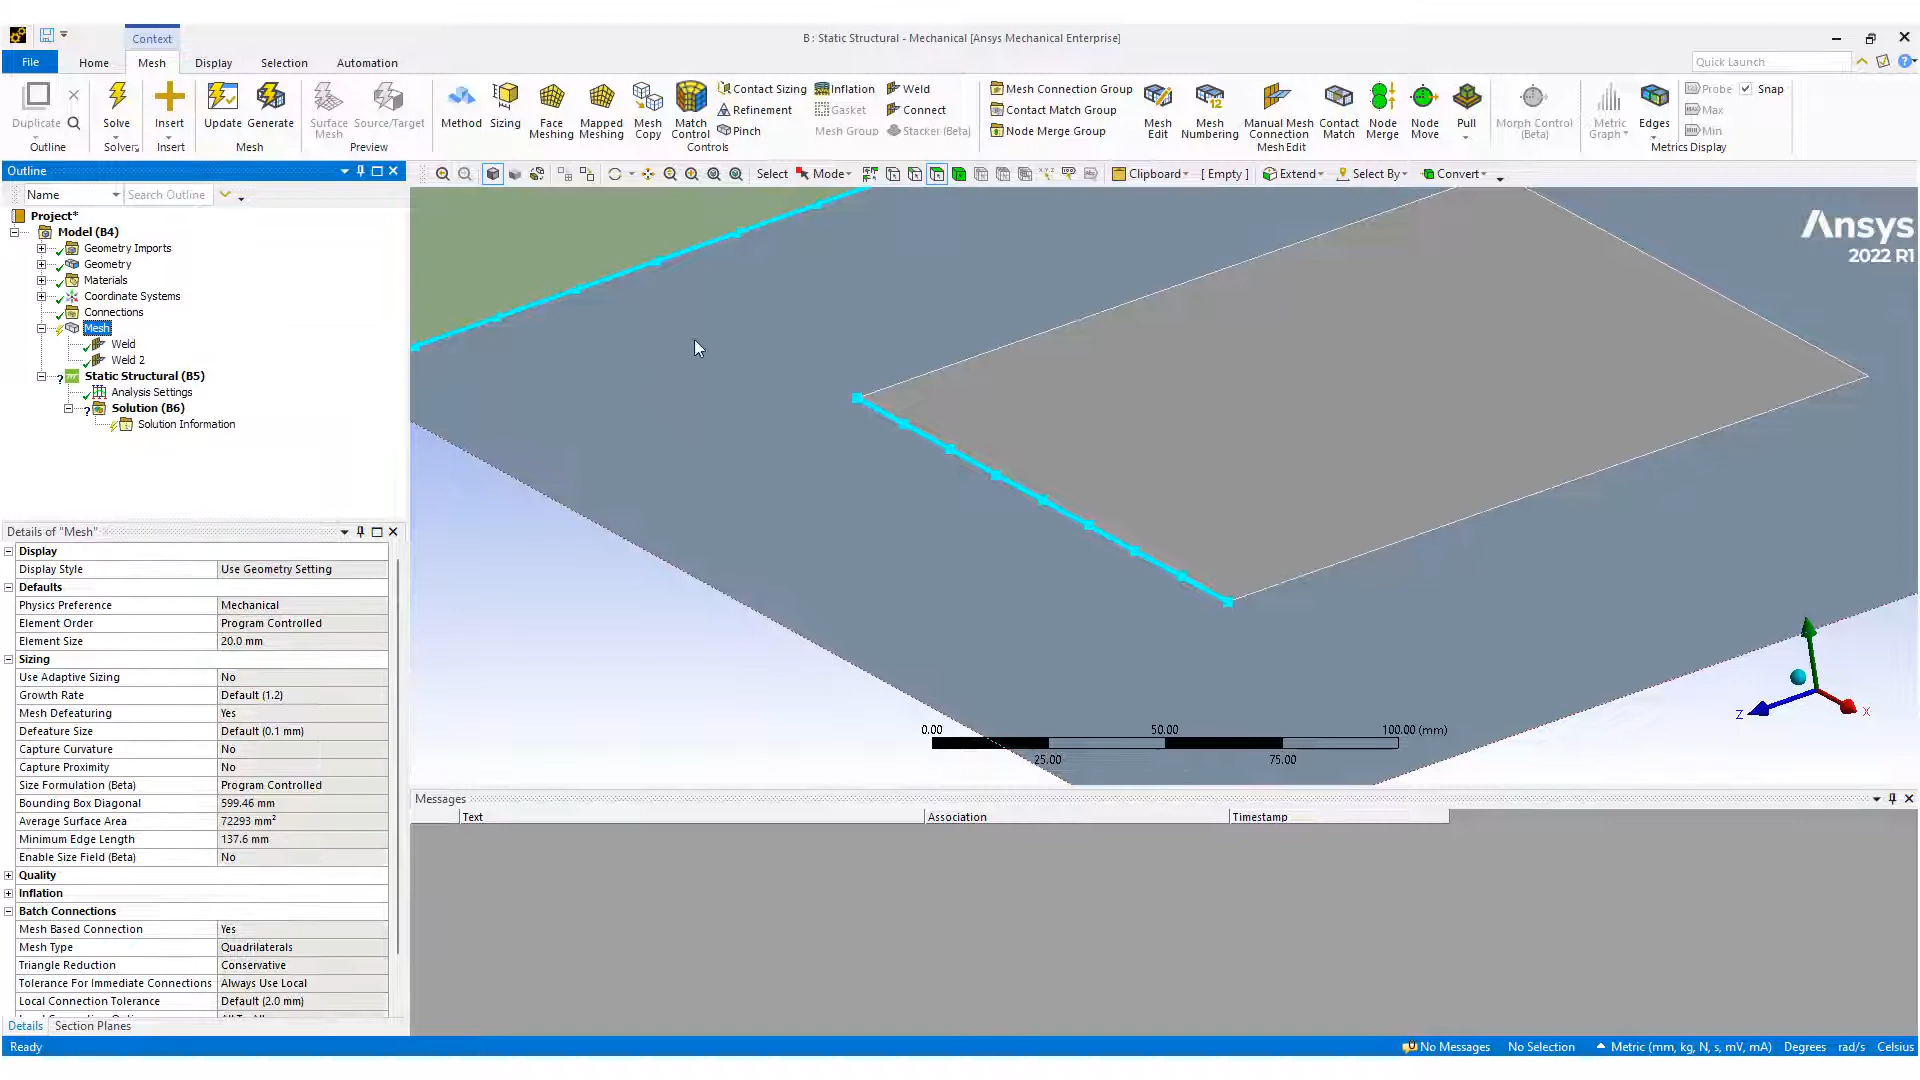 Context
B : Static Structural - Mechanical [Ansys Mechanical Enterprise]
File Home Mesh Display Selection Automation
Quick Launch
Duplicate
Outline
Solve
Solvers
Insert
Insert
Update Generate
Mesh
Surface Mesh Source/Target
Preview
Method Sizing Face Meshing Mapped Meshing Mesh Copy Match Control
Contact Sizing
Refinement
Pinch
Inflation
Gasket
Mesh Group
Weld
Connect
Stacker (Beta)
Controls
Mesh Connection Group
Contact Match Group
Node Merge Group
Mesh Edit Mesh Numbering Manual Mesh Connection Contact Match Node Merge Node Move Pull
Mesh Edit
Morph Control (Beta)
Metric Graph Edges
Probe Snap
Max
Min
Metrics Display
Outline
Name Search Outline
Select Mode Clipboard [ Empty ] Extend Select By Convert
Project*
Model (B4)
Geometry Imports
Geometry
Materials
Coordinate Systems
Connections
Mesh
Weld
Weld 2
Static Structural (B5)
Analysis Settings
Solution (B6)
Solution Information
Ansys
2022 R1
Z
X
0.00 50.00 100.00 (mm)
25.00 75.00
Details of "Mesh"
Display
Display Style Use Geometry Setting
Defaults
Physics Preference Mechanical
Element Order Program Controlled
Element Size 20.0 mm
Sizing
Use Adaptive Sizing No
Growth Rate Default (1.2)
Mesh Defeaturing Yes
Defeature Size Default (0.1 mm)
Capture Curvature No
Capture Proximity No
Size Formulation (Beta) Program Controlled
Bounding Box Diagonal 599.46 mm
Average Surface Area 72293 mm²
Minimum Edge Length 137.6 mm
Enable Size Field (Beta) No
Quality
Inflation
Batch Connections
Mesh Based Connection Yes
Mesh Type Quadrilaterals
Triangle Reduction Conservative
Tolerance For Immediate Connections Always Use Local
Local Connection Tolerance Default (2.0 mm)
Details Section Planes
Messages
Text Association Timestamp
Ready
No Messages No Selection Metric (mm, kg, N, s, mV, mA) Degrees rad/s Celsius